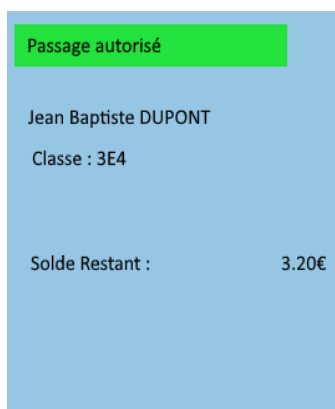 Passage autorisé
Jean Baptiste DUPONT
Classe : 3E4
Solde Restant : 3.20€